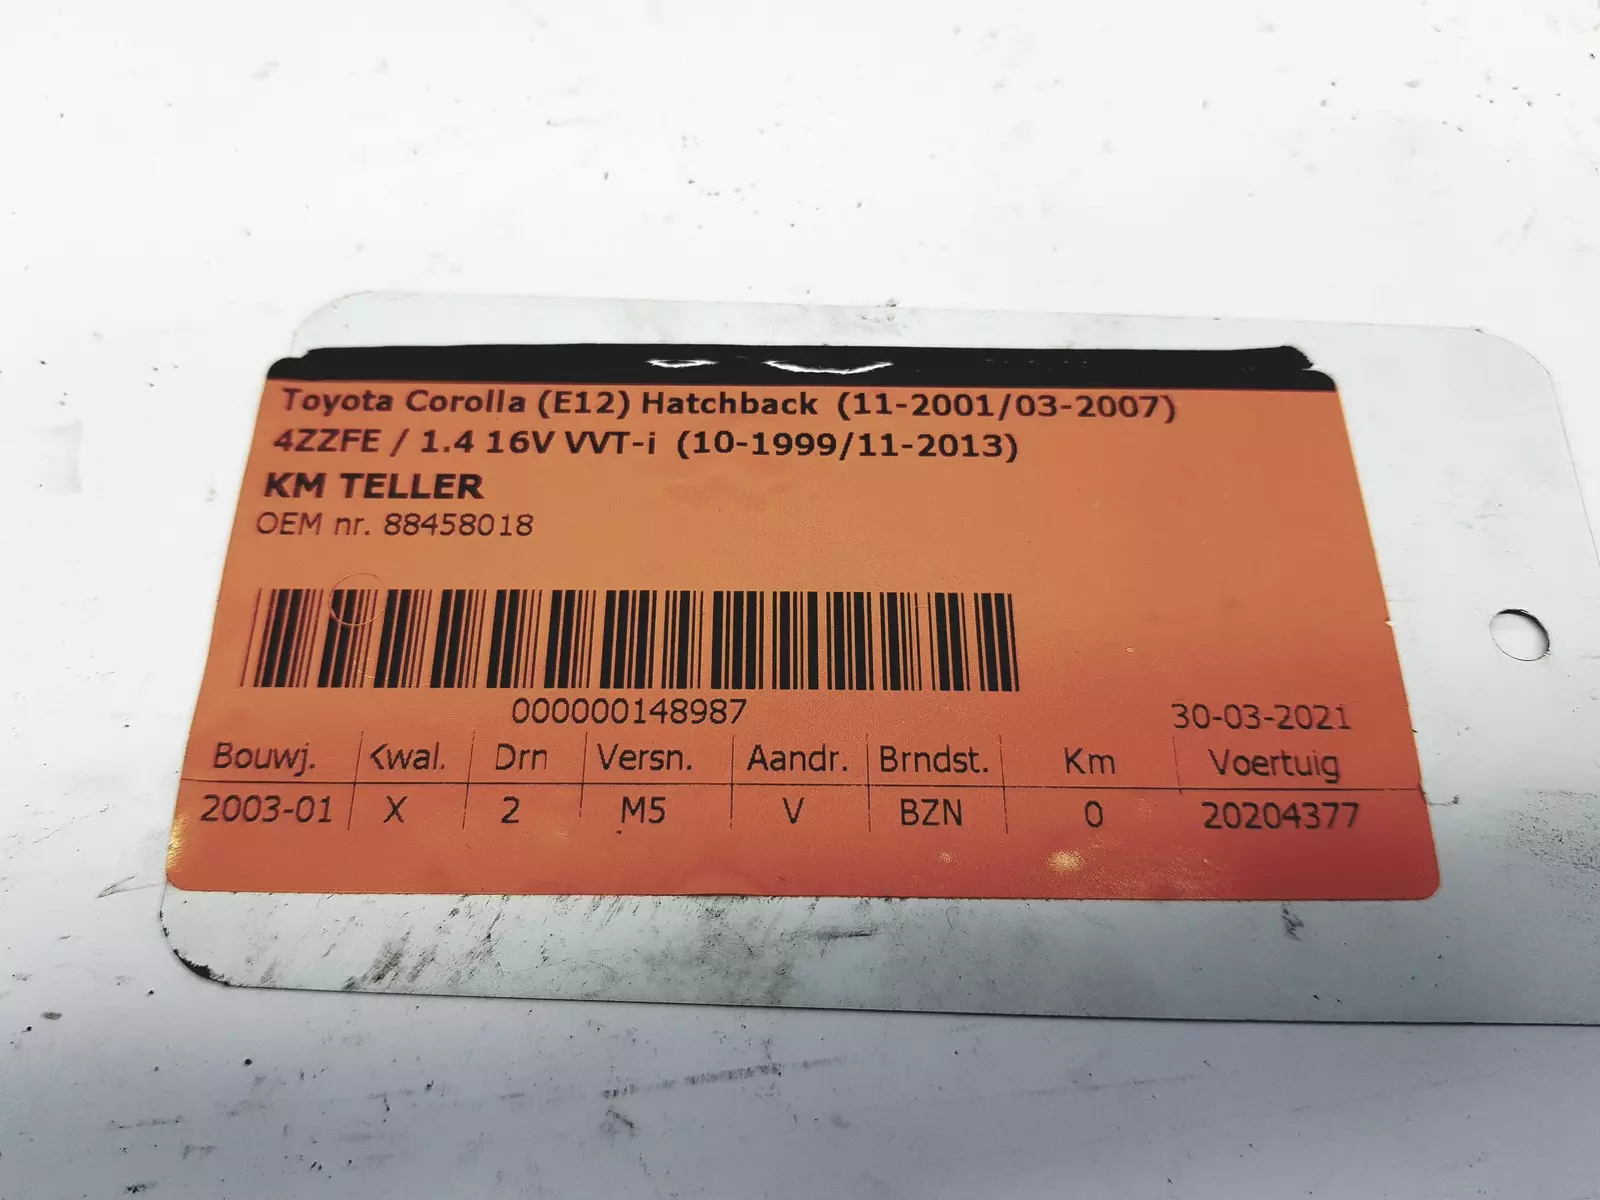 Toyota Corolla (E12) Hatchback (11-2001/03-2007)
4ZZFE / 1.4 16V VVT-i (10-1999/11-2013)
KM TELLER
OEM nr. 88458018
000000148987
30-03-2021
Bouwj. Kwal. Drn Versn. Aandr. Brndst. Km Voertuig
2003-01 X 2 M5 V BZN 0 20204377